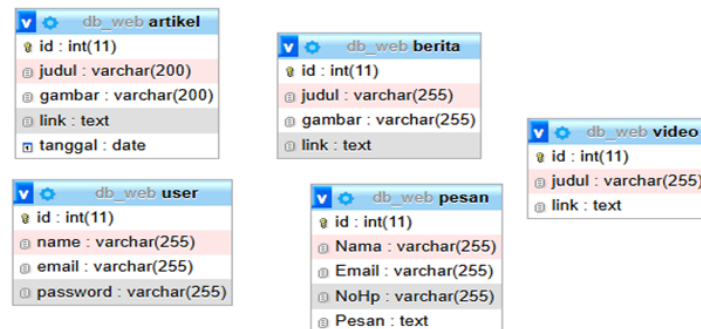 db_web artikel
id : int(11)
judul : varchar(200)
gambar : varchar(200)
link : text
tanggal : date
db_web berita
id : int(11)
judul : varchar(255)
gambar : varchar(255)
link : text
db_web video
id : int(11)
judul : varchar(255)
link : text
db_web user
id : int(11)
name : varchar(255)
email : varchar(255)
password : varchar(255)
db_web pesan
id : int(11)
Nama : varchar(255)
Email : varchar(255)
NoHp : varchar(255)
Pesan : text